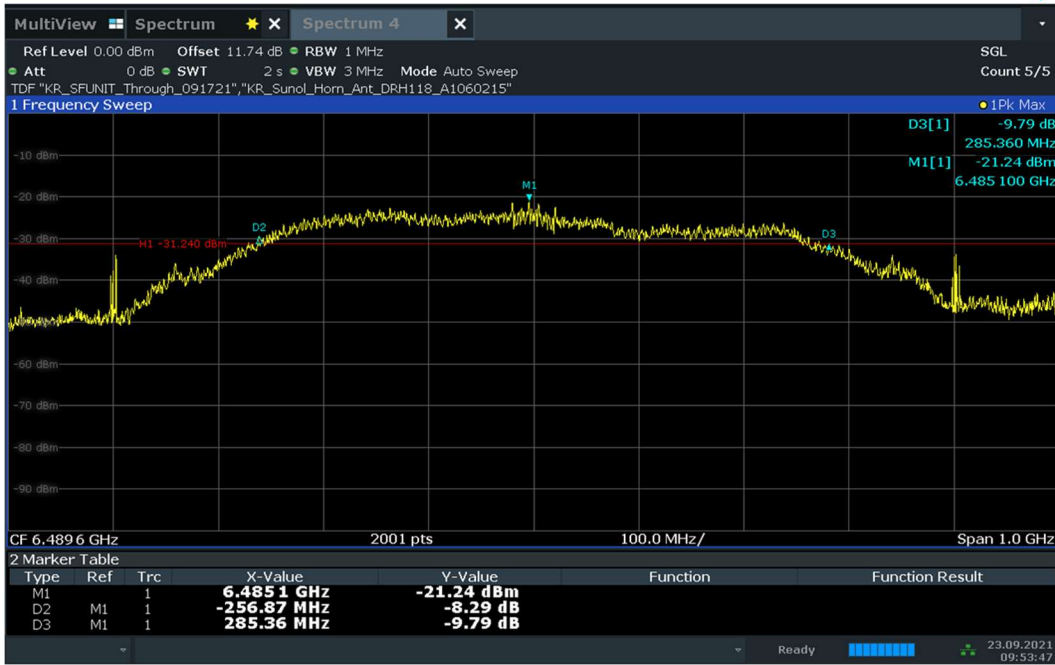 MultiView Spectrum Spectrum 4
Ref Level 0.00 dBm Offset 11.74 dB RBW 1 MHz SGL
Att 0 dB SWT 2 s VBW 3 MHz Mode Auto Sweep Count 5/5
TDF "KR_SFUNIT_Through_091721","KR_Sunol_Horn_Ant_DRH118_A1060215"
1 Frequency Sweep 1Pk Max
D3[1] -9.79 dB
285.360 MHz
-10 dBm M1[1] -21.24 dBm
6.485 100 GHz
M1
-20 dBm
D2 D3
-30 dBm
H1 -31.240 dBm
-40 dBm
-60 dBm
-70 dBm
-80 dBm
-90 dBm
CF 6.4896 GHz 2001 pts 100.0 MHz/ Span 1.0 GHz
2 Marker Table
Type Ref Trc X-Value Y-Value Function Function Result
M1 1 6.4851 GHz -21.24 dBm
D2 M1 1 -256.87 MHz -8.29 dB
D3 M1 1 285.36 MHz -9.79 dB
Ready 23.09.2021
09:53:47